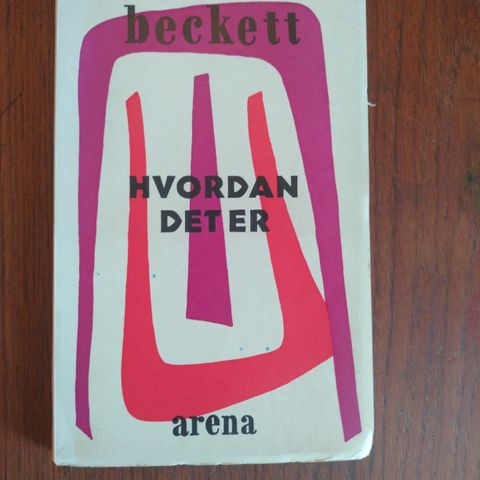 beckett
HVORDAN
DET ER
arena